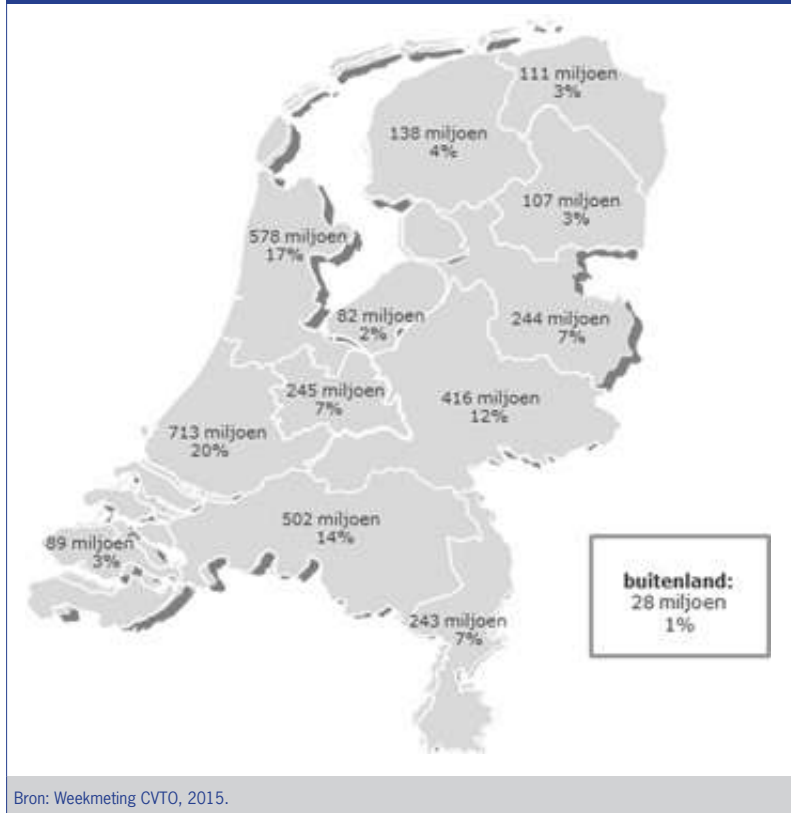 111 miljoen
3%
138 miljoen
4%
107 miljoen
3%
578 miljoen
17%
82 miljoen
2%
244 miljoen
7%
245 miljoen
7%
416 miljoen
12%
713 miljoen
20%
502 miljoen
14%
89 miljoen
3%
243 miljoen
7%
buitenland:
28 miljoen
1%
Bron: Weekmeting CVTO, 2015.